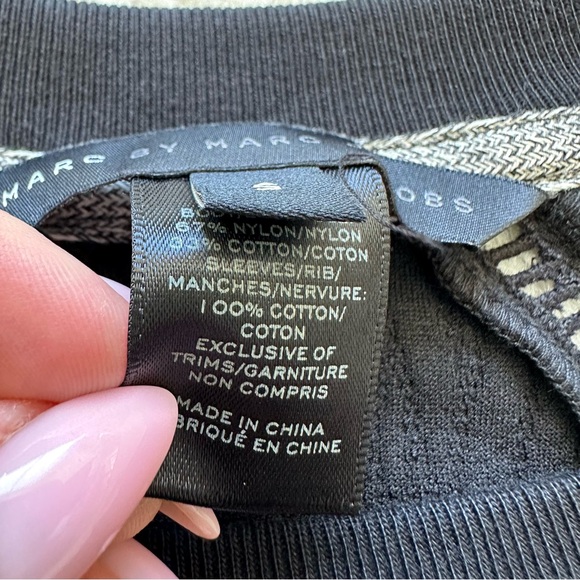 MARC BY MARC OBS
S
67% NYLON/NYLON
33% COTTON/COTON
SLEEVES/RIB/
MANCHES/NERVURE:
100% COTTON/
COTON
EXCLUSIVE OF
TRIMS/GARNITURE
NON COMPRIS
MADE IN CHINA
BRIQUÉ EN CHINE